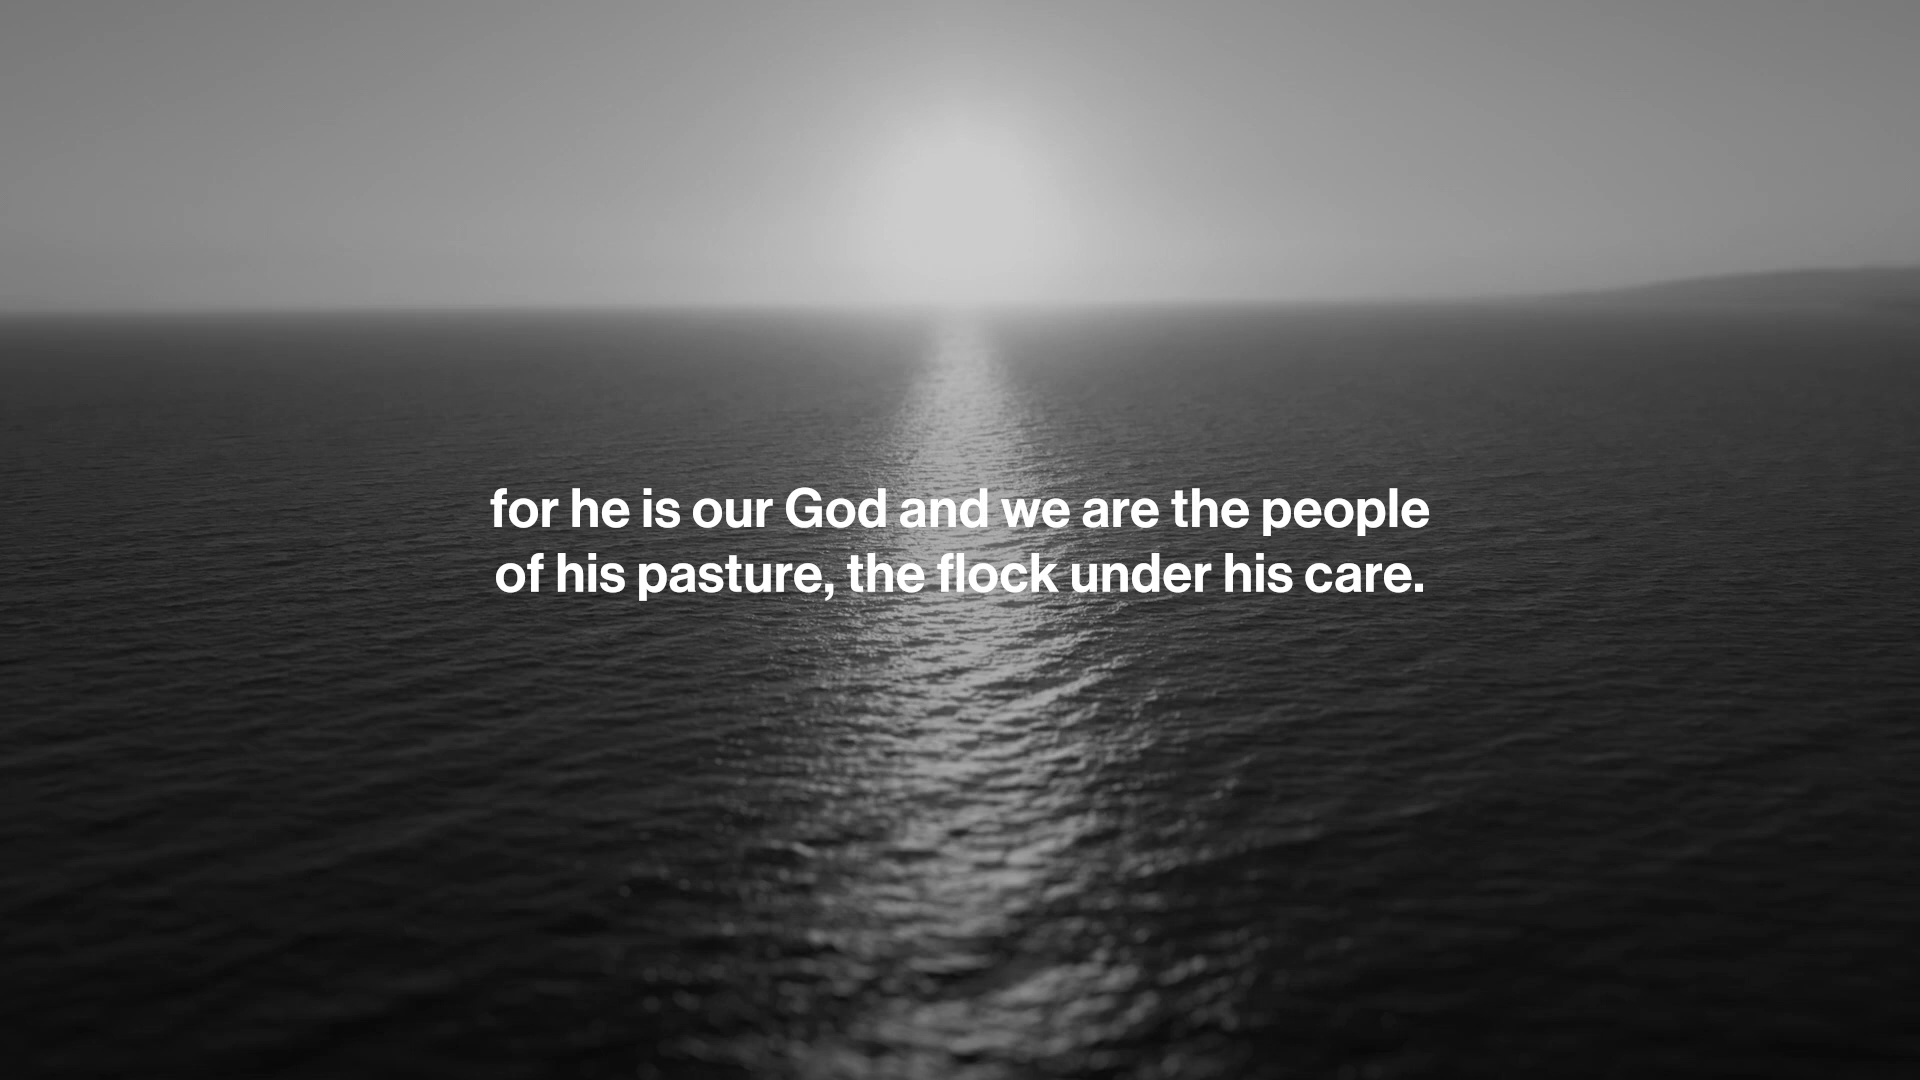 for he is our God and we are the people
of his pasture, the flock under his care.